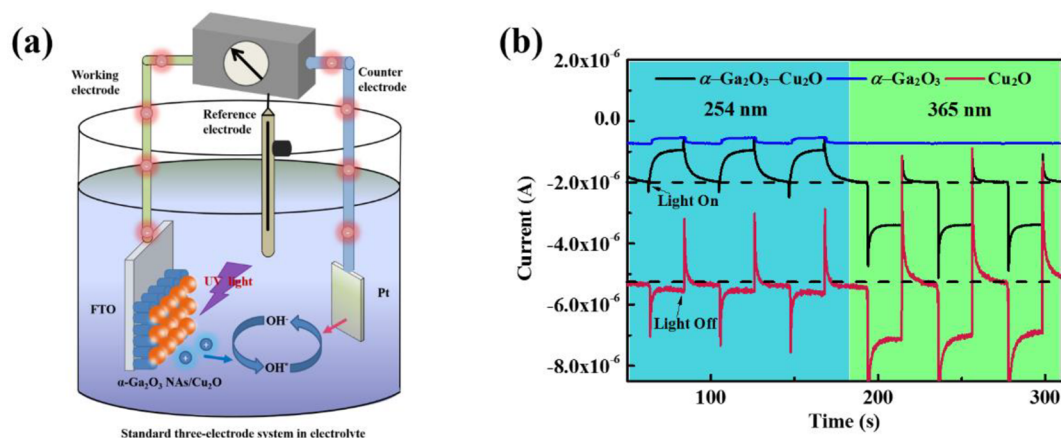 (a)
Working
electrode
Counter
electrode
Reference
electrode
UV light
FTO
Pt
OH⁻
OH*
α-Ga₂O₃ NAs/Cu₂O
Standard three-electrode system in electrolyte
(b)
2.0x10⁻⁶
0.0
-2.0x10⁻⁶
-4.0x10⁻⁶
-6.0x10⁻⁶
-8.0x10⁻⁶
Current (A)
α–Ga₂O₃–Cu₂O α–Ga₂O₃ Cu₂O
254 nm 365 nm
Light On
Light Off
100 200 300
Time (s)